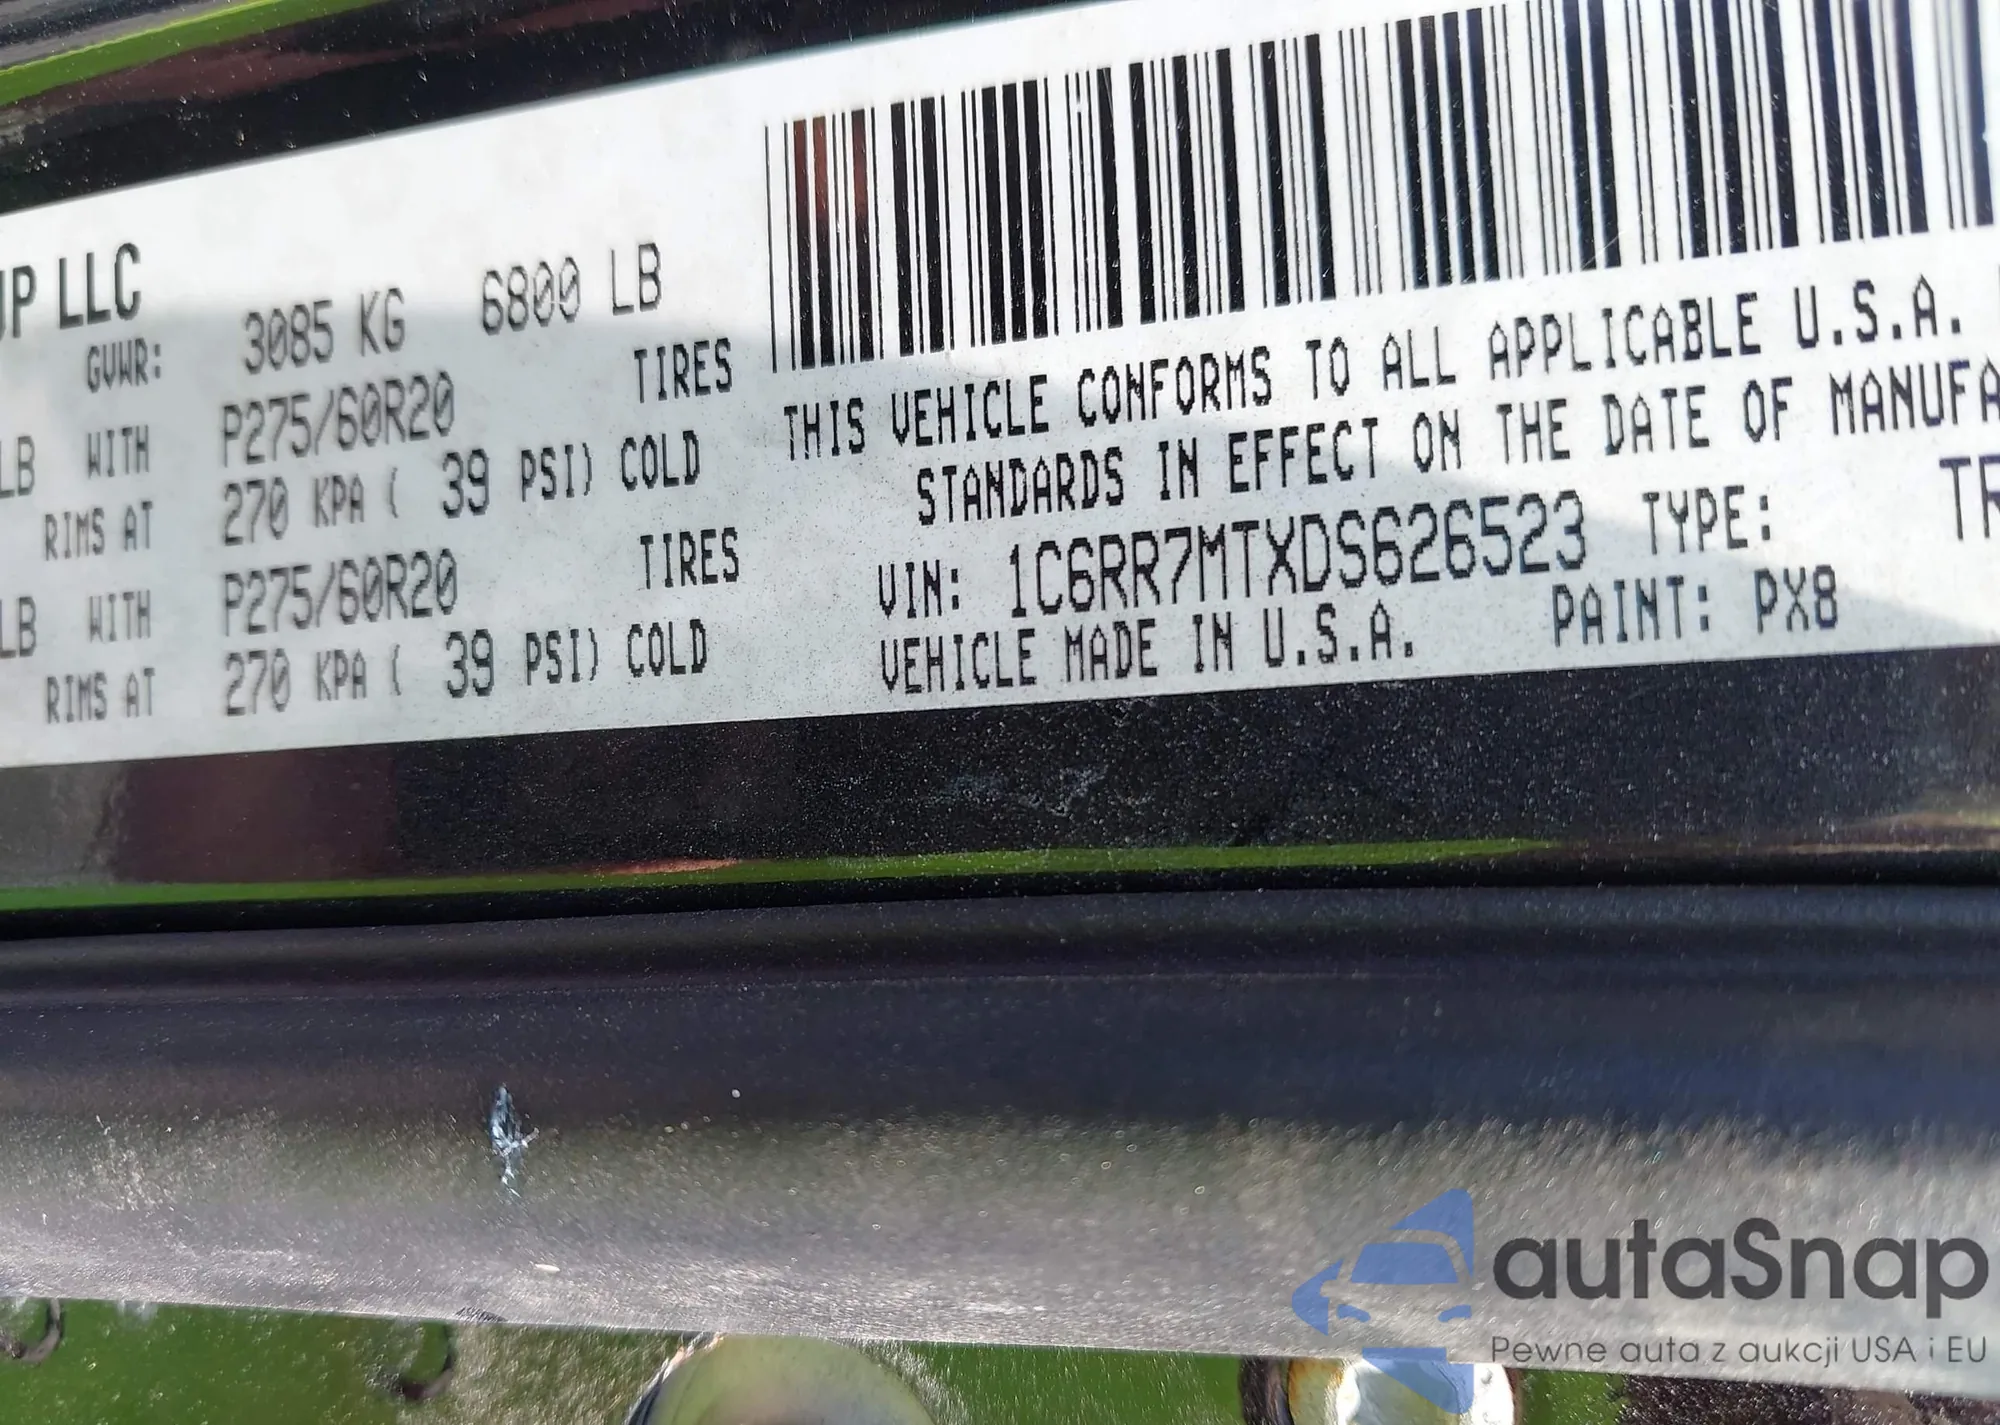 UP LLC
GVWR: 3085 KG 6800 LB
P275/60R20 TIRES
LB WITH
RIMS AT 270 KPA ( 39 PSI) COLD
P275/60R20 TIRES
LB WITH
RIMS AT 270 KPA ( 39 PSI) COLD
THIS VEHICLE CONFORMS TO ALL APPLICABLE U.S.A.
STANDARDS IN EFFECT ON THE DATE OF MANUFA
VIN: 1C6RR7MTXDS626523 TYPE: TR
VEHICLE MADE IN U.S.A. PAINT: PX8
autaSnap
Pewne auta z aukcji USA i EU